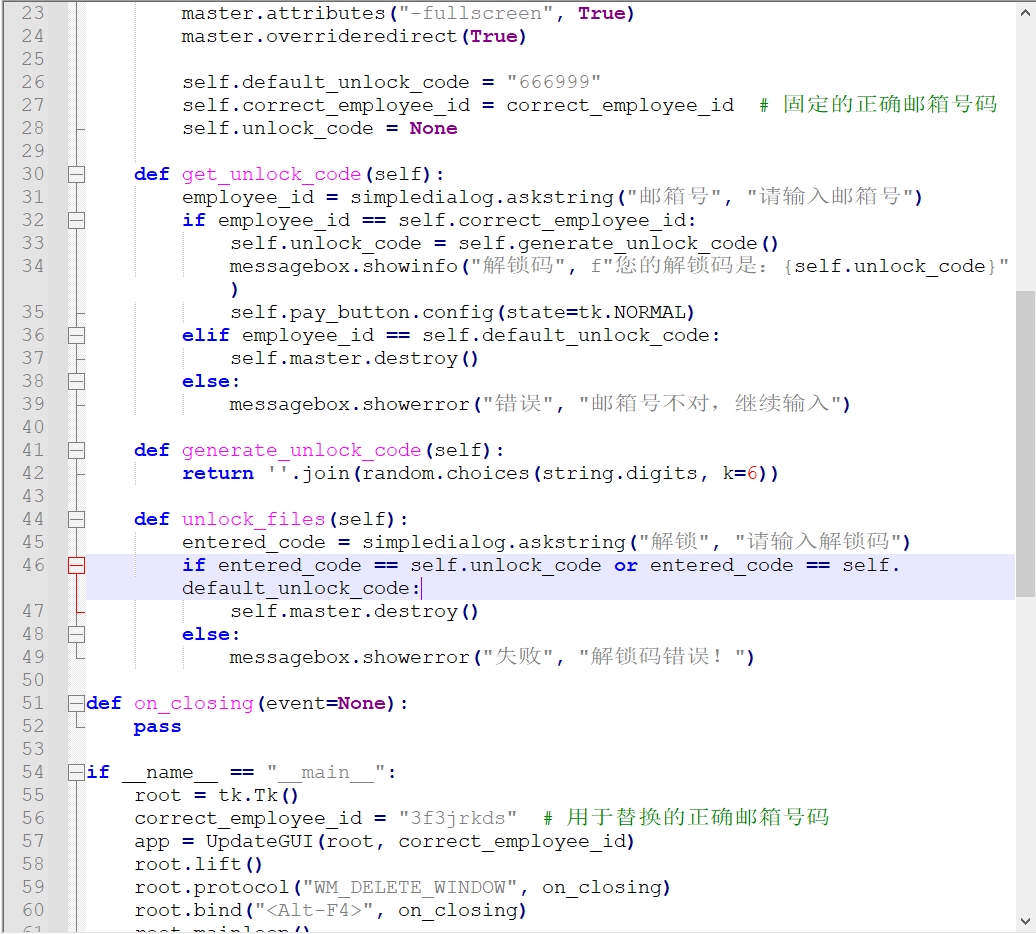 23 master.attributes("-fullscreen", True)
24 master.overrideredirect(True)
25
26 self.default_unlock_code = "666999"
27 self.correct_employee_id = correct_employee_id  # 固定的正确邮箱号码
28 self.unlock_code = None
29
30 def get_unlock_code(self):
31 employee_id = simpledialog.askstring("邮箱号", "请输入邮箱号")
32 if employee_id == self.correct_employee_id:
33 self.unlock_code = self.generate_unlock_code()
34 messagebox.showinfo("解锁码", f"您的解锁码是：{self.unlock_code}"
)
35 self.pay_button.config(state=tk.NORMAL)
36 elif employee_id == self.default_unlock_code:
37 self.master.destroy()
38 else:
39 messagebox.showerror("错误", "邮箱号不对，继续输入")
40
41 def generate_unlock_code(self):
42 return ''.join(random.choices(string.digits, k=6))
43
44 def unlock_files(self):
45 entered_code = simpledialog.askstring("解锁", "请输入解锁码")
46 if entered_code == self.unlock_code or entered_code == self.
default_unlock_code:
47 self.master.destroy()
48 else:
49 messagebox.showerror("失败", "解锁码错误！")
50
51 def on_closing(event=None):
52 pass
53
54 if __name__ == "__main__":
55 root = tk.Tk()
56 correct_employee_id = "3f3jrkds"  # 用于替换的正确邮箱号码
57 app = UpdateGUI(root, correct_employee_id)
58 root.lift()
59 root.protocol("WM_DELETE_WINDOW", on_closing)
60 root.bind("<Alt-F4>", on_closing)
61 root.mainloop()